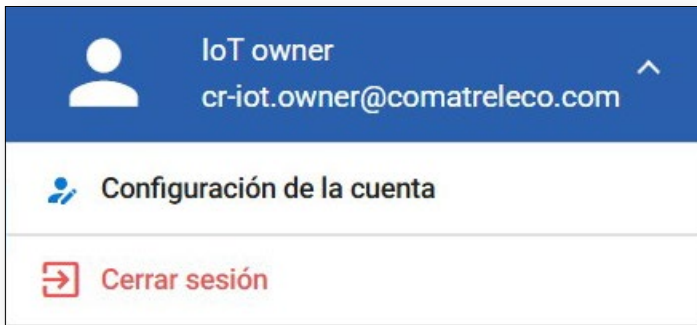 IoT owner
cr-iot.owner@comatreleco.com
Configuración de la cuenta
Cerrar sesión